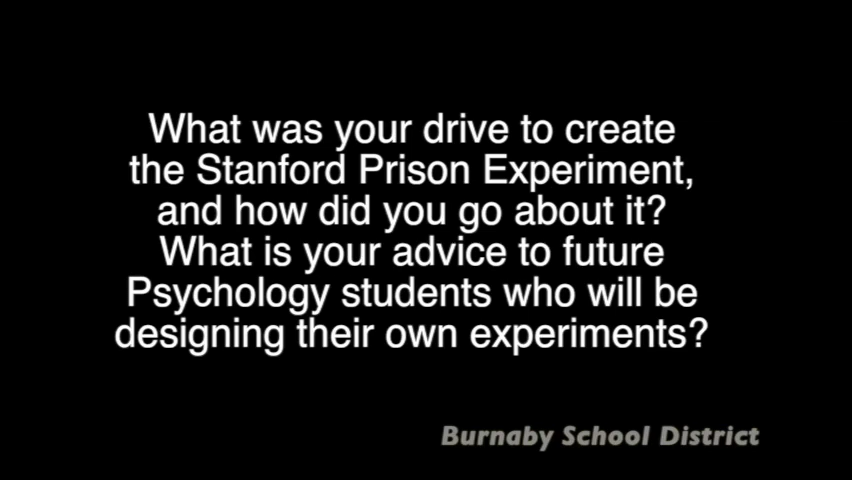 What was your drive to create
the Stanford Prison Experiment,
and how did you go about it?
What is your advice to future
Psychology students who will be
designing their own experiments?
Burnaby School District